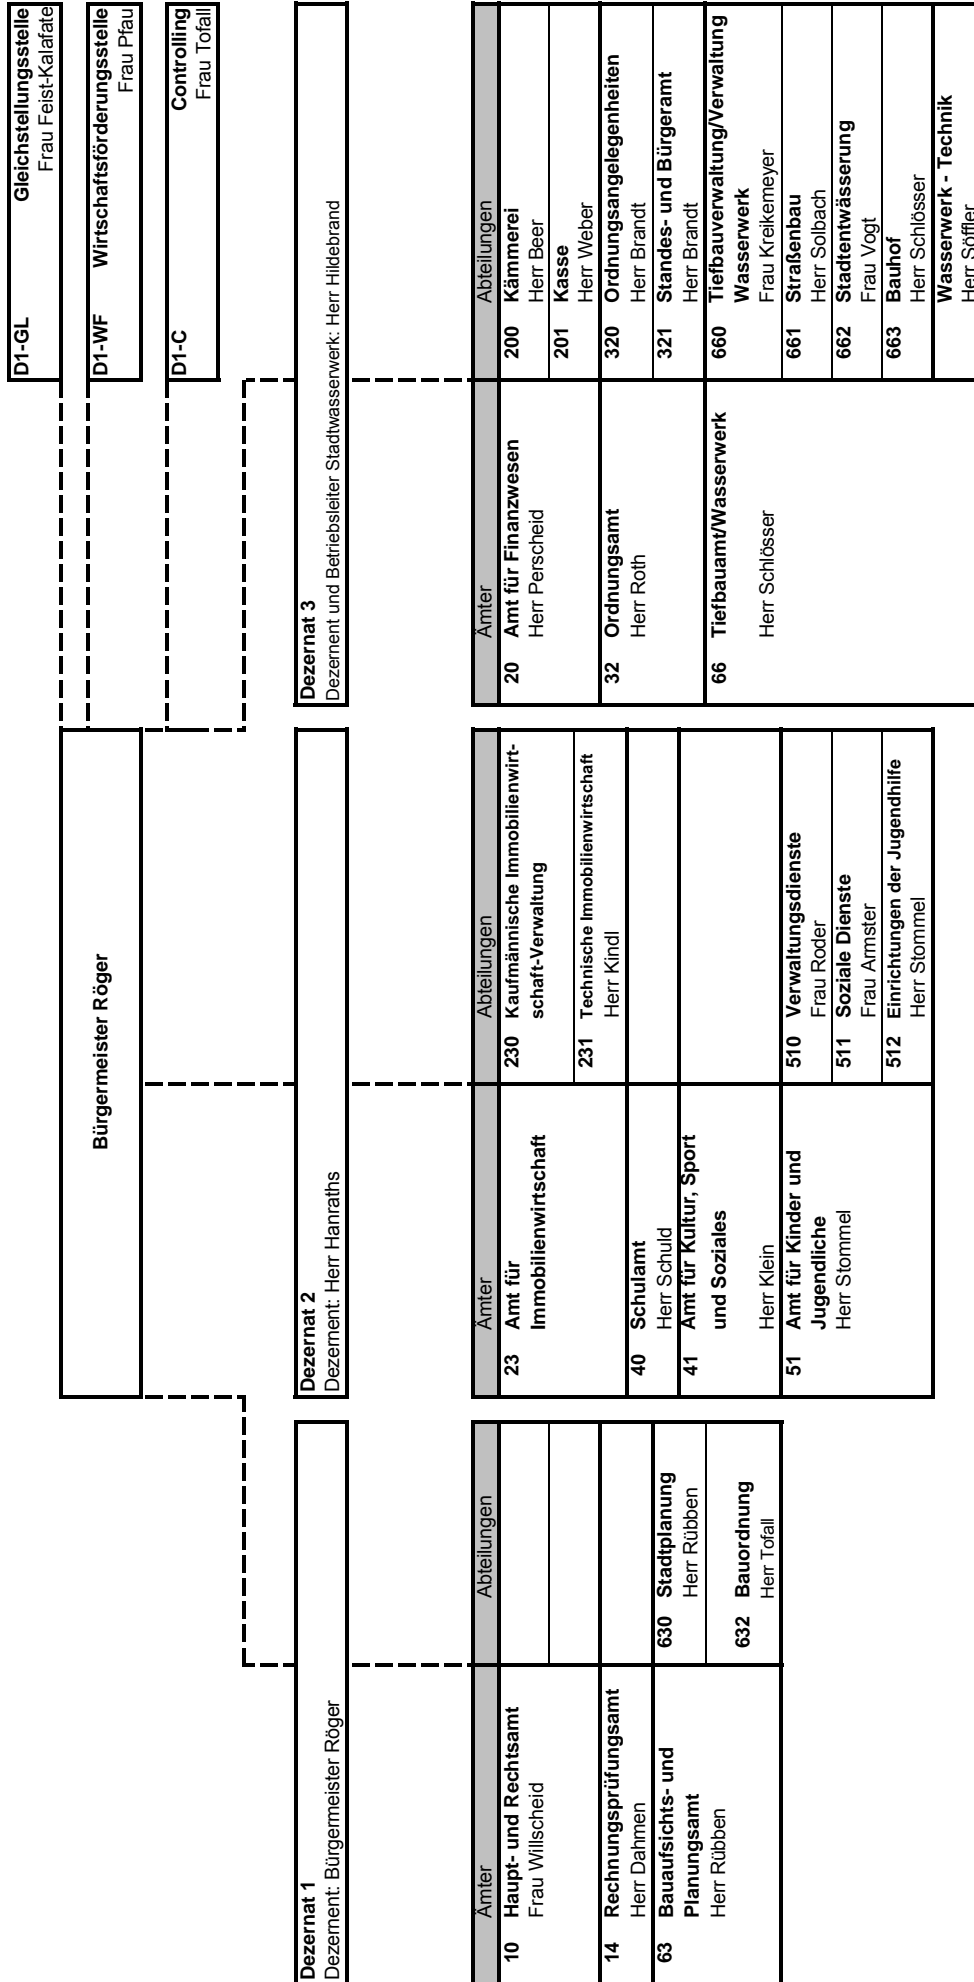 D1-GL Gleichstellungsstelle
Frau Feist-Kalafate
Bürgermeister Röger
D1-WF Wirtschaftsförderungsstelle
Frau Pfau
D1-C Controlling
Frau Tofall
Dezernat 1
Dezernent: Bürgermeister Röger
Ämter Abteilungen
10 Haupt- und Rechtsamt
Frau Willscheid
14 Rechnungsprüfungsamt
Herr Dahmen
63 Bauaufsichts- und
Planungsamt
Herr Rübben
630 Stadtplanung
Herr Rübben
632 Bauordnung
Herr Tofall
Dezernat 2
Dezernent: Herr Hanraths
Ämter Abteilungen
23 Amt für
Immobilienwirtschaft
230 Kaufmännische Immobilienwirt-
schaft-Verwaltung
231 Technische Immobilienwirtschaft
Herr Kindl
40 Schulamt
Herr Schuld
41 Amt für Kultur, Sport
und Soziales
Herr Klein
51 Amt für Kinder und
Jugendliche
Herr Stommel
510 Verwaltungsdienste
Frau Roder
511 Soziale Dienste
Frau Armster
512 Einrichtungen der Jugendhilfe
Herr Stommel
Dezernat 3
Dezernent und Betriebsleiter Stadtwasserwerk: Herr Hildebrand
Ämter Abteilungen
20 Amt für Finanzwesen
Herr Perscheid
200 Kämmerei
Herr Beer
201 Kasse
Herr Weber
32 Ordnungsamt
Herr Roth
320 Ordnungsangelegenheiten
Herr Brandt
321 Standes- und Bürgeramt
Herr Brandt
66 Tiefbauamt/Wasserwerk
Herr Schlösser
660 Tiefbauverwaltung/Verwaltung
Wasserwerk
Frau Kreikemeyer
661 Straßenbau
Herr Solbach
662 Stadtentwässerung
Frau Vogt
663 Bauhof
Herr Schlösser
Wasserwerk - Technik
Herr Söffler